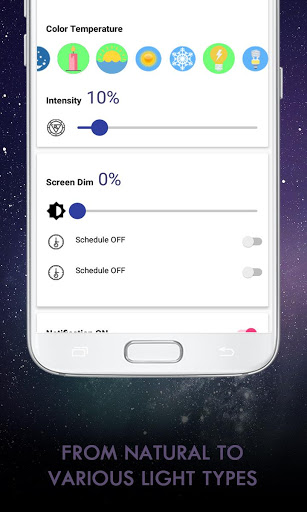 Color Temperature
Intensity 10%
Screen Dim 0%
Schedule OFF
Schedule OFF
Notification ON
FROM NATURAL TO
VARIOUS LIGHT TYPES